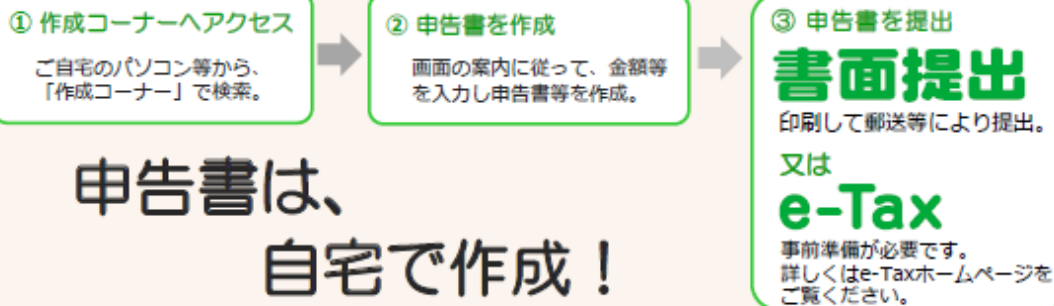 ① 作成コーナーへアクセス
ご自宅のパソコン等から、
「作成コーナー」で検索。
② 申告書を作成
画面の案内に従って、金額等
を入力し申告書等を作成。
③ 申告書を提出
書面提出
印刷して郵送等により提出。
又は
e-Tax
事前準備が必要です。
詳しくはe-Taxホームページを
ご覧ください。
申告書は、
自宅で作成！